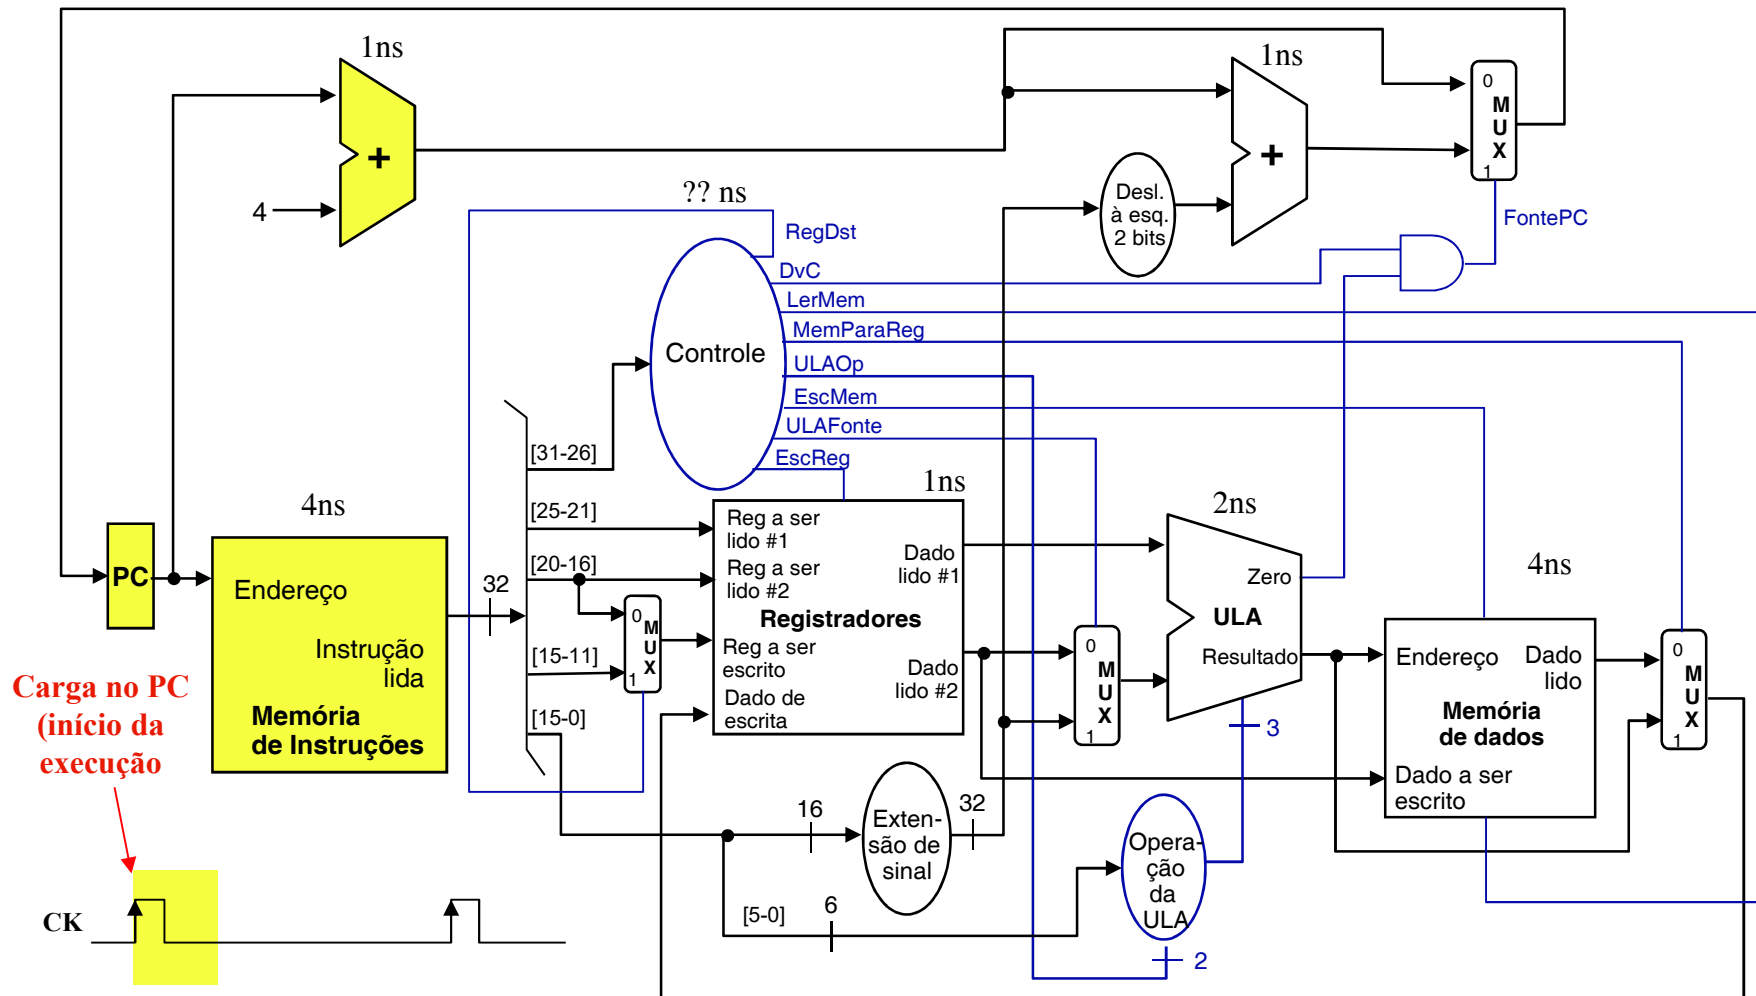 1ns
1ns
0
M
U
X
1
+
+
4
Desl.
à esq.
2 bits
?? ns
RegDst
FontePC
DvC
LerMem
MemParaReg
Controle
ULAOp
EscMem
ULAFonte
EscReg
[31-26]
1ns
4ns
[25-21]
2ns
Reg a ser
lido #1
[20-16]
Dado
lido #1
4ns
PC
Endereço
32
Reg a ser
lido #2
Zero
Registradores
ULA
0
M
U
X
1
Instrução
lida
[15-11]
Reg a ser
escrito
Dado
lido #2
0
M
U
X
1
Resultado
Endereço
Dado
lido
0
M
U
X
1
Carga no PC
(início da
execução
Memória
de Instruções
[15-0]
Dado de
escrita
3
Memória
de dados
Dado a ser
escrito
16
Exten-
são de
sinal
32
Opera-
ção
da
ULA
CK
[5-0]
6
2